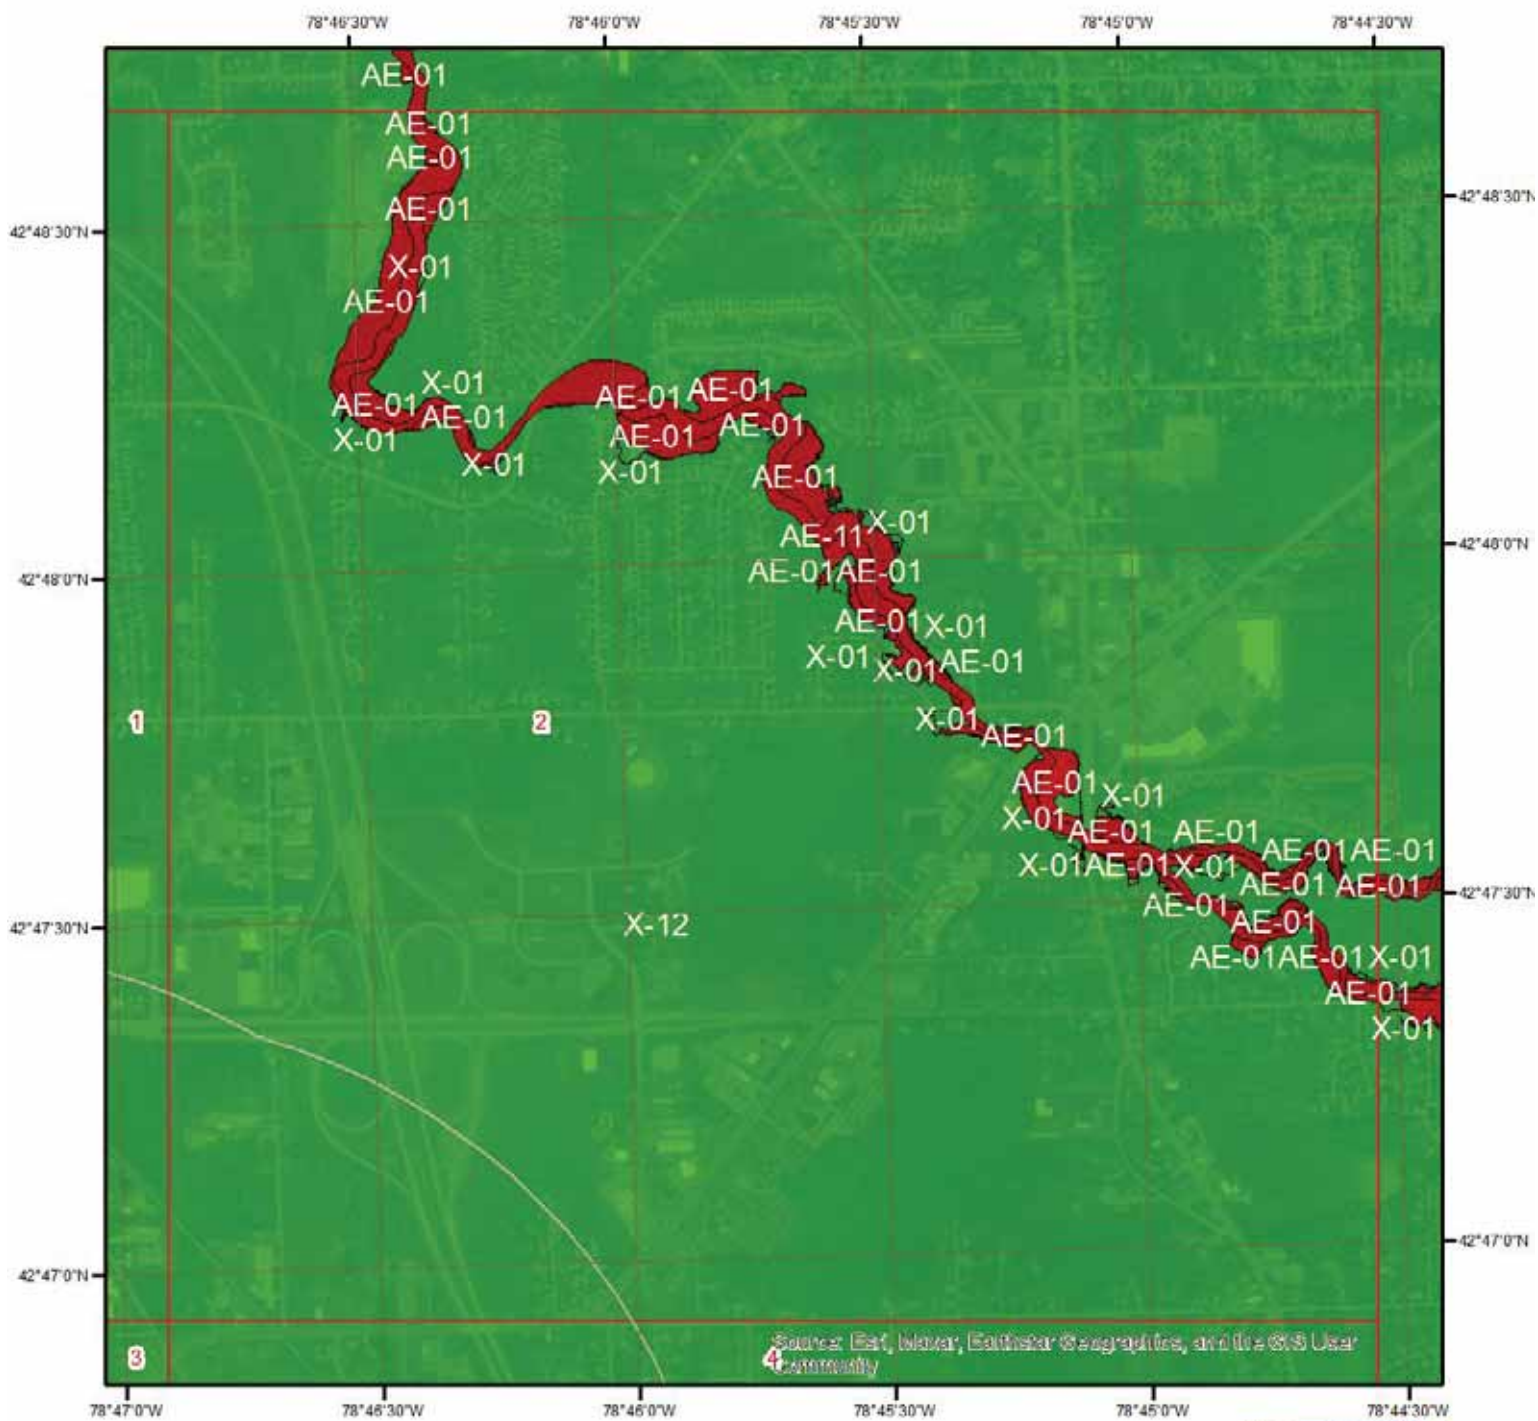 78°46'30"W 78°46'0"W 78°45'30"W 78°45'0"W 78°44'30"W
AE-01
AE-01
AE-01
42°48'30"N
AE-01
42°48'30"N
X-01
AE-01
X-01
AE-01 AE-01
AE-01 AE-01
AE-01
X-01 AE-01
X-01 X-01
AE-01
X-01
AE-11
42°48'0"N
AE-01 AE-01
42°48'0"N
AE-01 X-01
X-01 X-01 AE-01
1 2 X-01
AE-01
AE-01 X-01
X-01 AE-01 AE-01
AE-01 AE-01
X-01 AE-01 X-01
AE-01 AE-01
42°47'30"N
AE-01
X-12 AE-01
42°47'30"N
AE-01 AE-01 X-01
AE-01
X-01
42°47'0"N
42°47'0"N
3 4 Source: Esri, Maxar, Earthstar Geographics, and the GIS User
Community
78°47'0"W 78°46'30"W 78°46'0"W 78°45'30"W 78°45'0"W 78°44'30"W